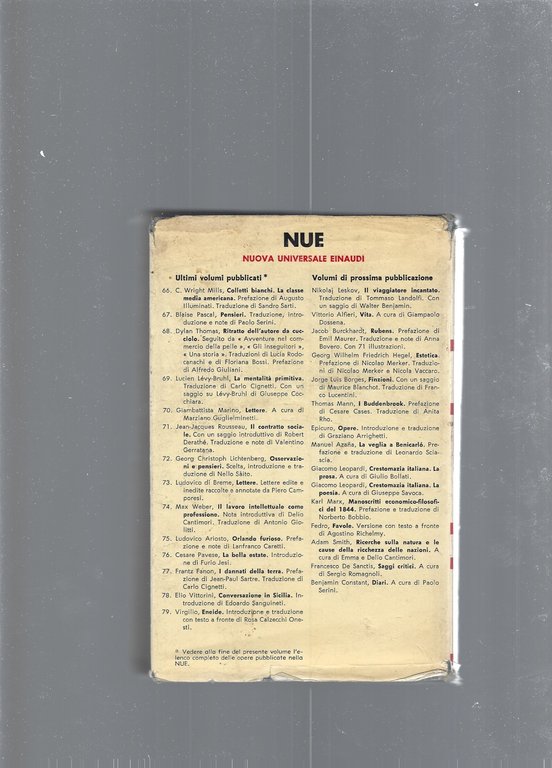 NUE
NUOVA UNIVERSALE EINAUDI
Ultimi volumi pubblicati *
66. C. Wright Mills, Colletti bianchi. La classe
media americana. Prefazione di Augusto
Illuminati. Traduzione di Sandro Sarti.
67. Blaise Pascal, Pensieri. Traduzione, intro-
duzione e note di Paolo Serini.
68. Dylan Thomas, Ritratto dell'autore da cuc-
ciolo. Seguito da « Avventure nel com-
mercio della pelle », « Gli inseguitori »,
« Una storia ». Traduzioni di Lucia Rodo-
canachi e di Floriana Bossi. Prefazione
di Alfredo Giuliani.
69. Lucien Lévy-Bruhl, La mentalità primitiva.
Traduzione di Carlo Cignetti. Con un
saggio su Lévy-Bruhl di Giuseppe Coc-
chiara.
70. Giambattista Marino, Lettere. A cura di
Marziano Guglielminetti.
71. Jean-Jacques Rousseau, Il contratto socia-
le. Con un saggio introduttivo di Robert
Derathé. Traduzione e note di Valentino
Gerratana.
72. Georg Christoph Lichtenberg, Osservazio-
ni e pensieri. Scelta, introduzione e tra-
duzione di Nello Sàito.
73. Ludovico di Breme, Lettere. Lettere edite e
inedite raccolte e annotate da Piero Cam-
poresi.
74. Max Weber, Il lavoro intellettuale come
professione. Nota introduttiva di Delio
Cantimori. Traduzione di Antonio Gio-
litti.
75. Ludovico Ariosto, Orlando furioso. Prefa-
zione e note di Lanfranco Caretti.
76. Cesare Pavese, La bella estate. Introduzio-
ne di Furio Jesi.
77. Frantz Fanon, I dannati della terra. Prefa-
zione di Jean-Paul Sartre. Traduzione di
Carlo Cignetti.
78. Elio Vittorini, Conversazione in Sicilia. In-
troduzione di Edoardo Sanguineti.
79. Virgilio, Eneide. Introduzione e traduzione
con testo a fronte di Rosa Calzecchi One-
sti.
* Vedere alla fine del presente volume l'e-
lenco completo delle opere pubblicate nella
NUE.
Volumi di prossima pubblicazione
Nikolaj Leskov, Il viaggiatore incantato.
Traduzione di Tommaso Landolfi. Con
un saggio di Walter Benjamin.
Vittorio Alfieri, Vita. A cura di Giampaolo
Dossena.
Jacob Burckhardt, Rubens. Prefazione di
Emil Maurer. Traduzione e note di Anna
Bovero. Con 71 illustrazioni.
Georg Wilhelm Friedrich Hegel, Estetica.
Prefazione di Nicolao Merker. Traduzio-
ni di Nicolao Merker e Nicola Vaccaro.
Jorge Luis Borges, Finzioni. Con un saggio
di Maurice Blanchot. Traduzione di Fran-
co Lucentini.
Thomas Mann, I Buddenbrook. Prefazione
di Cesare Cases. Traduzione di Anita
Rho.
Epicuro, Opere. Introduzione e traduzione
di Graziano Arrighetti.
Manuel Azaña, La veglia a Benicarló. Pre-
fazione e traduzione di Leonardo Scia-
scia.
Giacomo Leopardi, Crestomazia italiana. La
prosa. A cura di Giulio Bollati.
Giacomo Leopardi, Crestomazia italiana. La
poesia. A cura di Giuseppe Savoca.
Karl Marx, Manoscritti economico-filosofi-
ci del 1844. Prefazione e traduzione di
Norberto Bobbio.
Fedro, Favole. Versione con testo a fronte
di Agostino Richelmy.
Adam Smith, Ricerche sulla natura e le
cause della ricchezza delle nazioni. A
cura di Emma e Delio Cantimori.
Francesco De Sanctis, Saggi critici. A cura
di Sergio Romagnoli.
Benjamin Constant, Diari. A cura di Paolo
Serini.